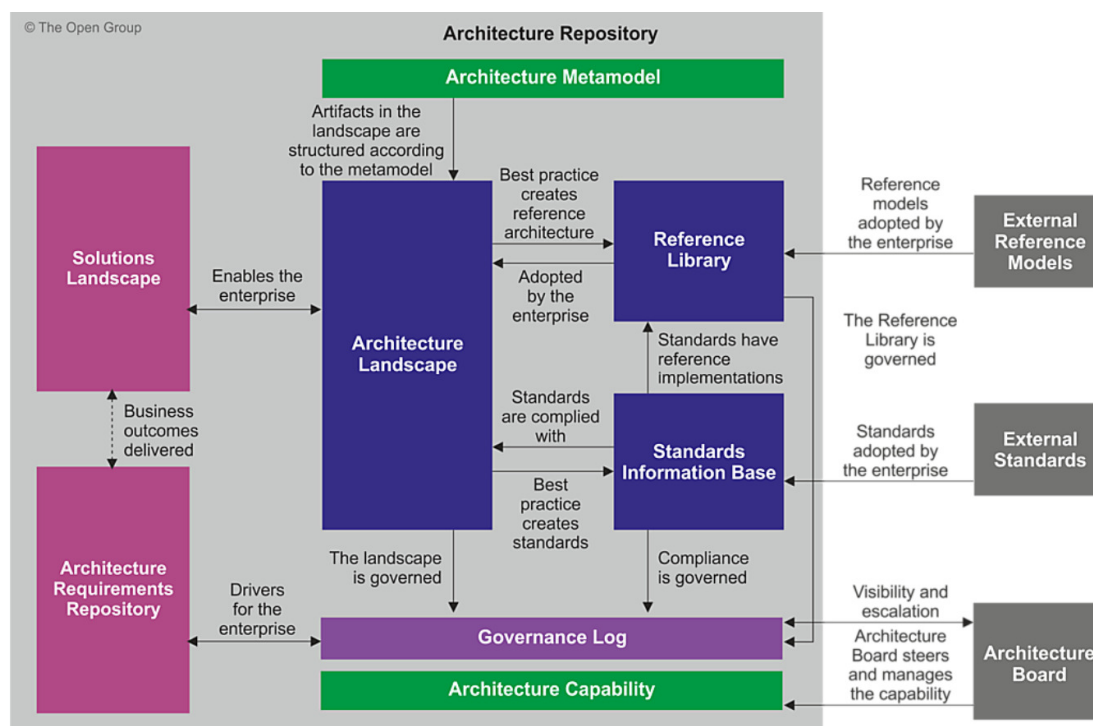 © The Open Group
Architecture Repository
Architecture Metamodel
Artifacts in the
landscape are
structured according
to the metamodel
Solutions
Landscape
Enables the
enterprise
Business
outcomes
delivered
Architecture
Requirements
Repository
Drivers for the
enterprise
Architecture
Landscape
Best practice
creates
reference
architecture
Adopted
by the
enterprise
Reference
Library
Standards have
reference
implementations
Standards
are complied
with
Best
practice
creates
standards
Standards
Information Base
The landscape
is governed
Compliance
is governed
Governance Log
Architecture Capability
Reference
models
adopted by
the enterprise
External
Reference
Models
The Reference
Library is
governed
Standards
adopted by
the enterprise
External
Standards
Visibility and
escalation
Architecture
Board steers
and manages
the capability
Architecture
Board